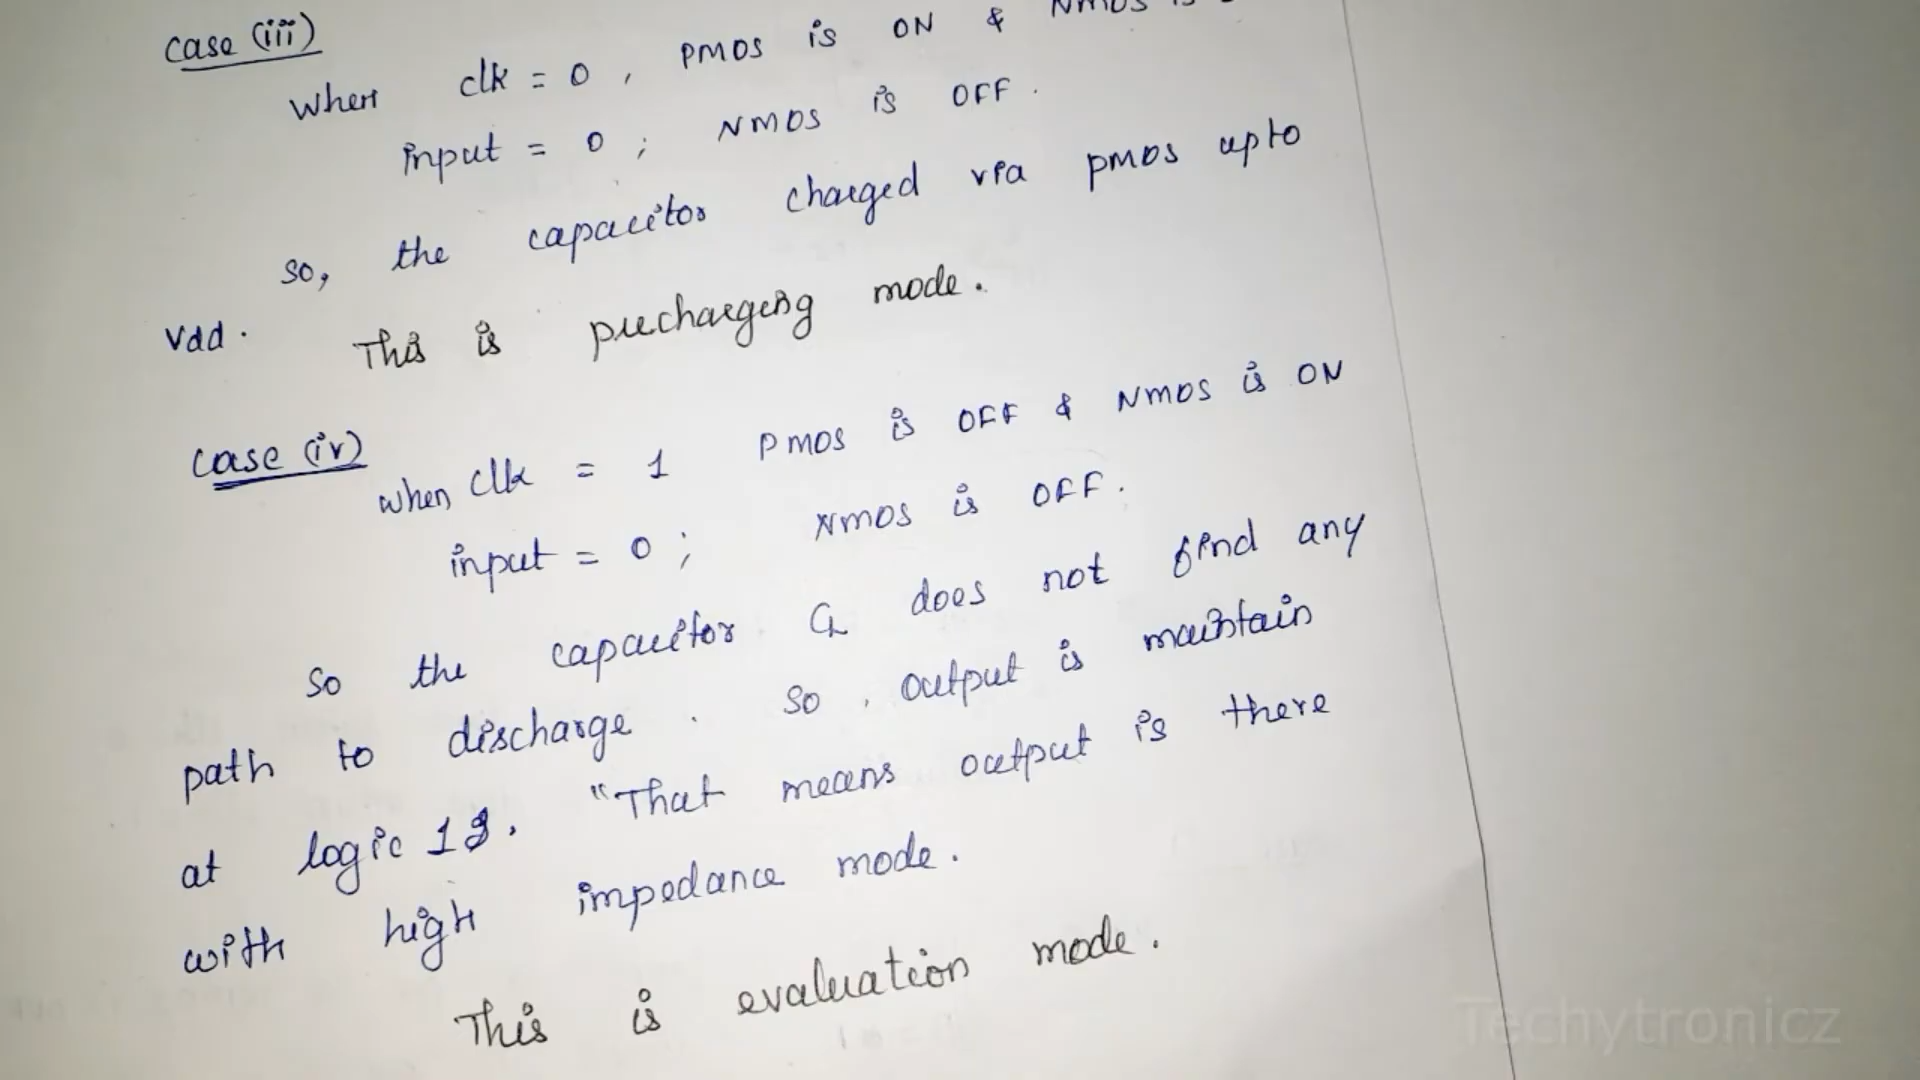 Case (iii)
When clk = 0 , PMOS is ON & NMOS is
input = 0 ; NMOS is OFF .
so, the capacitor charged via pmos upto
Vdd . This is precharging mode .
Case (iv)
when clk = 1 PMOS is OFF & NMOS is ON
input = 0 ; NMOS is OFF .
So the capacitor CL does not find any
path to discharge . So , output is maintain
at logic 1 . "That means output is there
with high impedance mode .
This is evaluation mode .
Techytronicz